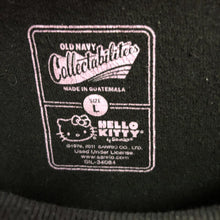 OLD NAVY
Collectabilitees
MADE IN GUATEMALA
SIZE
L
HELLO
KITTY
by Sanrio
©1976, 2011 SANRIO CO., LTD.
Used Under License.
www.sanrio.com